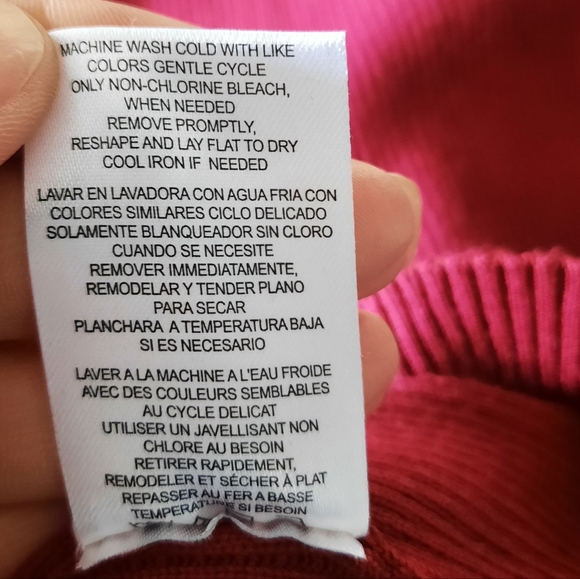 MACHINE WASH COLD WITH LIKE
COLORS GENTLE CYCLE
ONLY NON-CHLORINE BLEACH,
WHEN NEEDED
REMOVE PROMPTLY,
RESHAPE AND LAY FLAT TO DRY
COOL IRON IF NEEDED
LAVAR EN LAVADORA CON AGUA FRIA CON
COLORES SIMILARES CICLO DELICADO
SOLAMENTE BLANQUEADOR SIN CLORO
CUANDO SE NECESITE
REMOVER IMMEDIATAMENTE,
REMODELAR Y TENDER PLANO
PARA SECAR
PLANCHARA A TEMPERATURA BAJA
SI ES NECESARIO
LAVER A LA MACHINE A L'EAU FROIDE
AVEC DES COULEURS SEMBLABLES
AU CYCLE DELICAT
UTILISER UN JAVELLISANT NON
CHLORE AU BESOIN
RETIRER RAPIDEMENT,
REMODELER ET SÉCHER À PLAT
REPASSER AU FER A BASSE
TEMPERATURE SI BESOIN